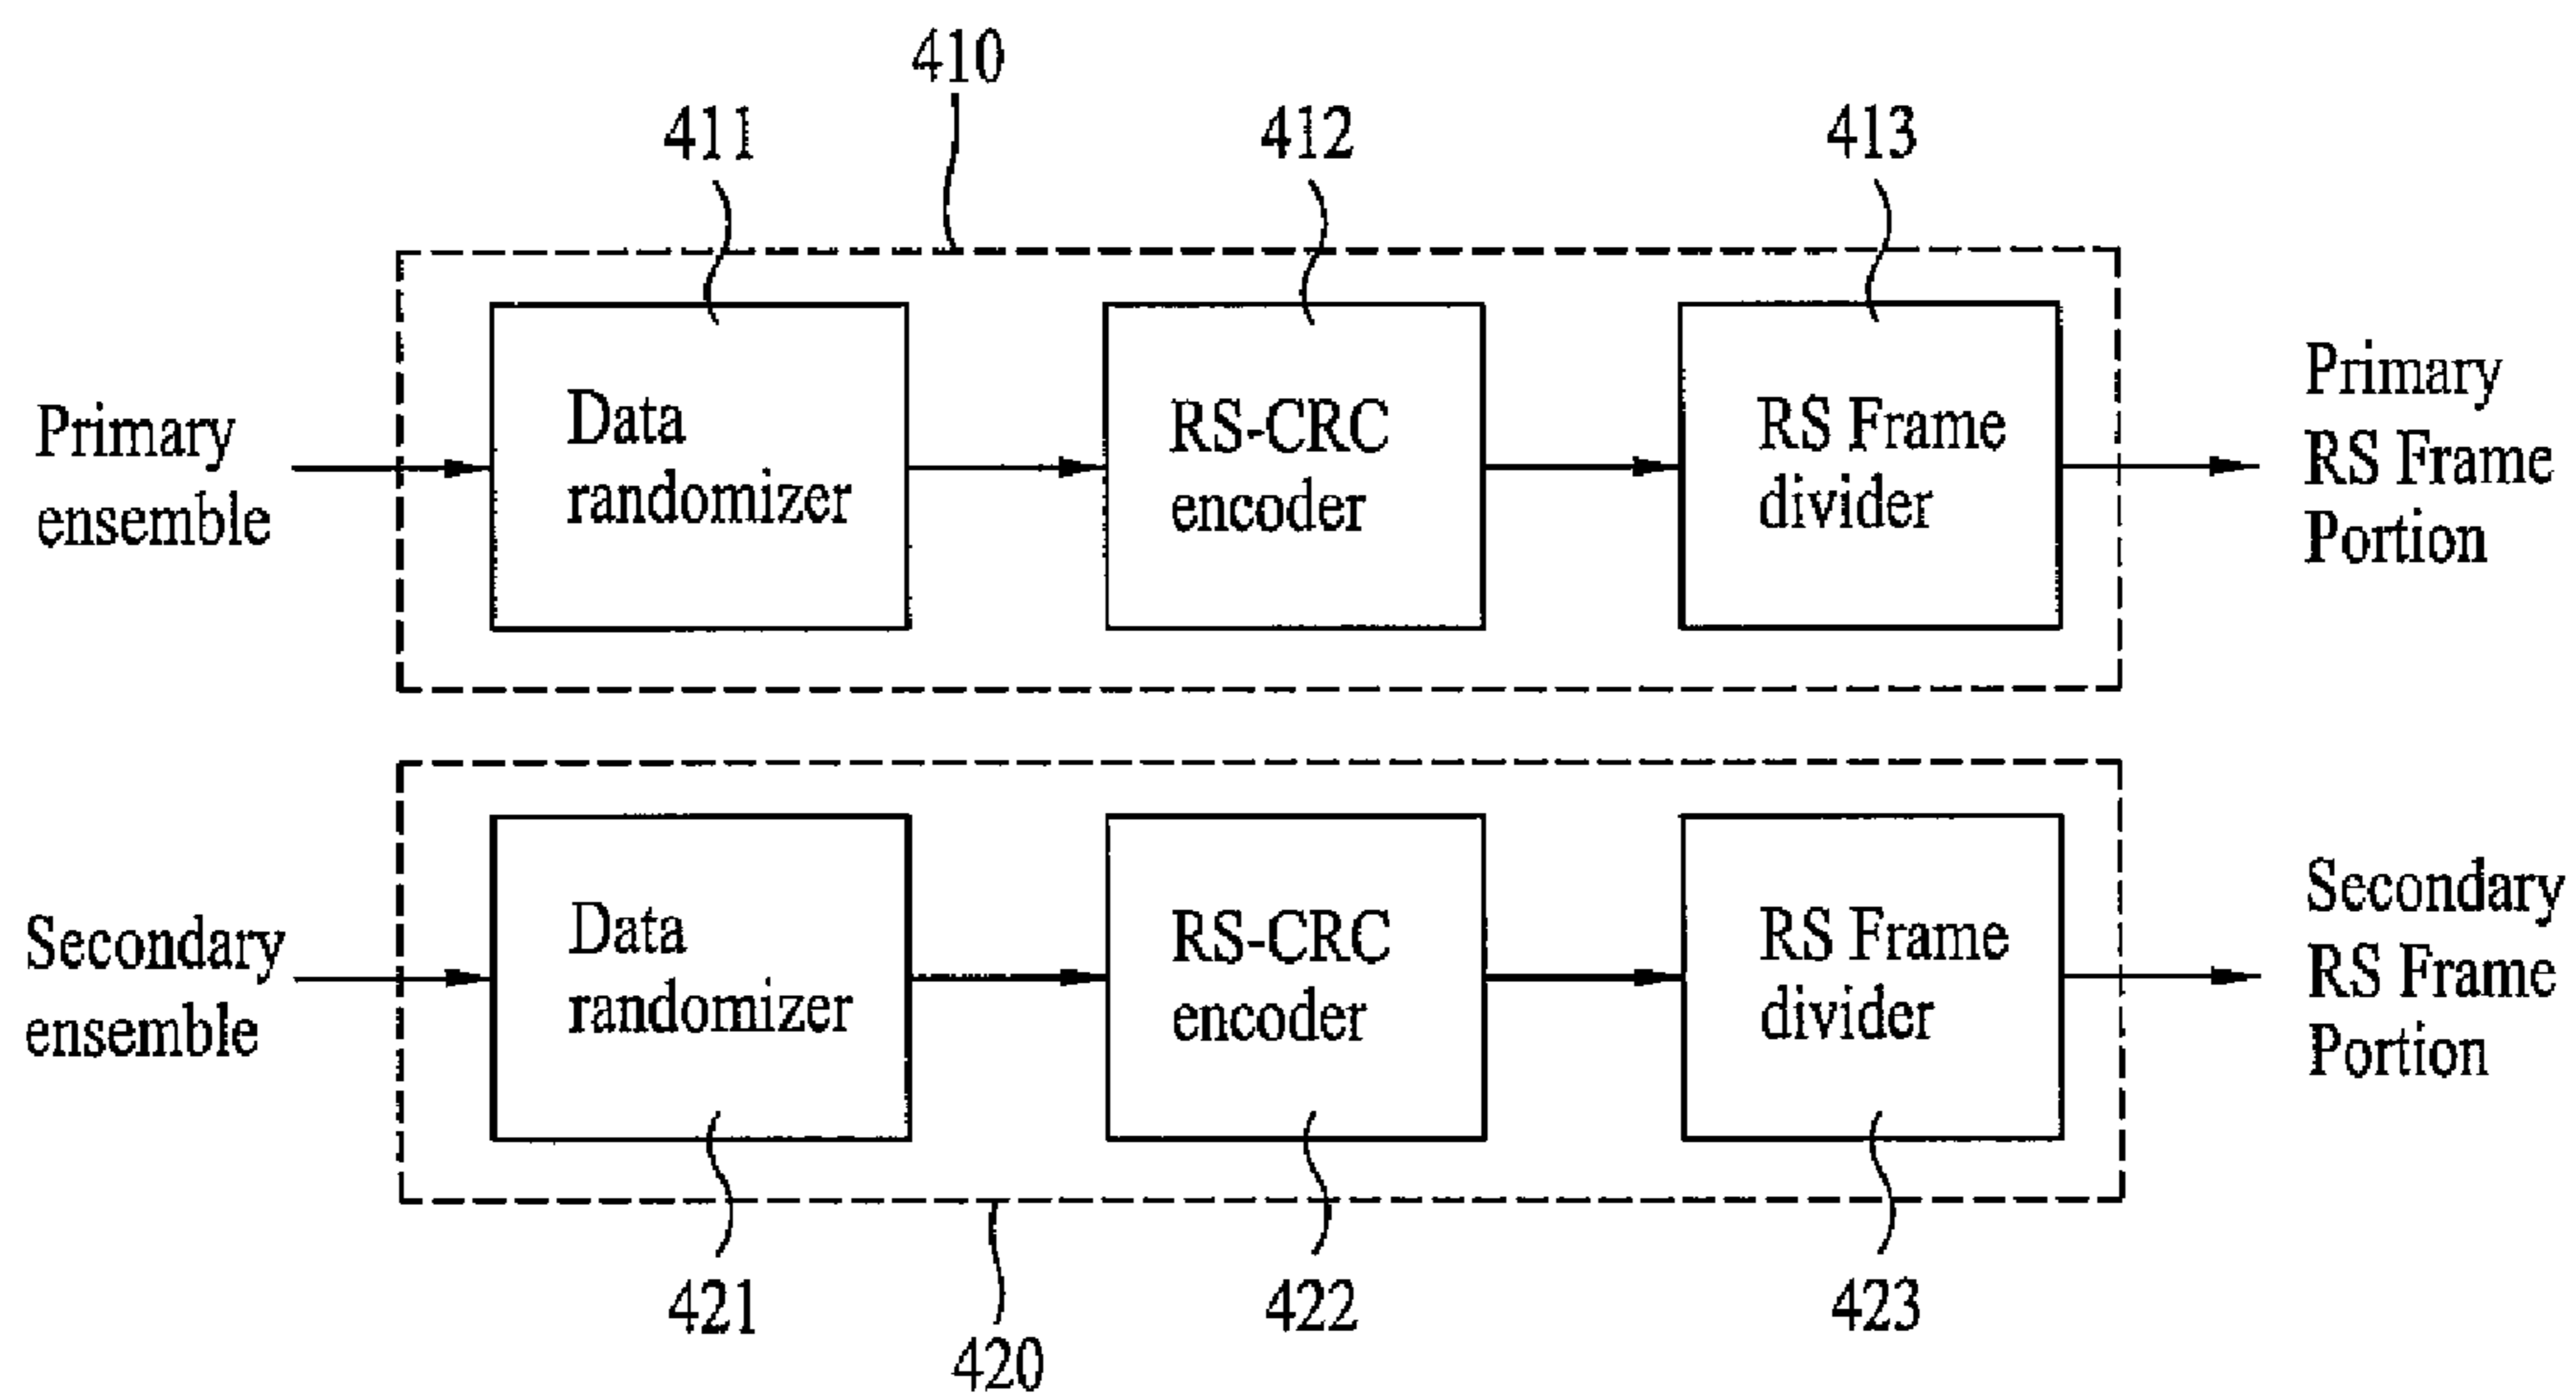 410
411
412
413
Primary
ensemble
Data
randomizer
RS-CRC
encoder
RS Frame
divider
Primary
RS Frame
Portion
Secondary
ensemble
Data
randomizer
RS-CRC
encoder
RS Frame
divider
Secondary
RS Frame
Portion
421
422
423
420